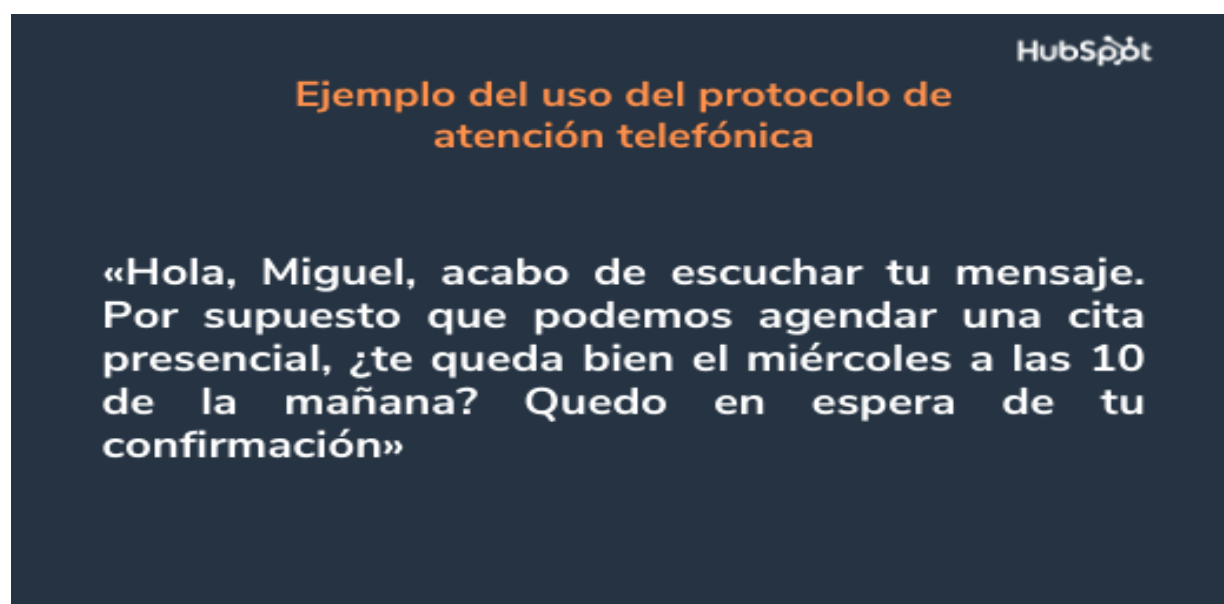 HubSpot
Ejemplo del uso del protocolo de
atención telefónica
«Hola, Miguel, acabo de escuchar tu mensaje.
Por supuesto que podemos agendar una cita
presencial, ¿te queda bien el miércoles a las 10
de la mañana? Quedo en espera de tu
confirmación»